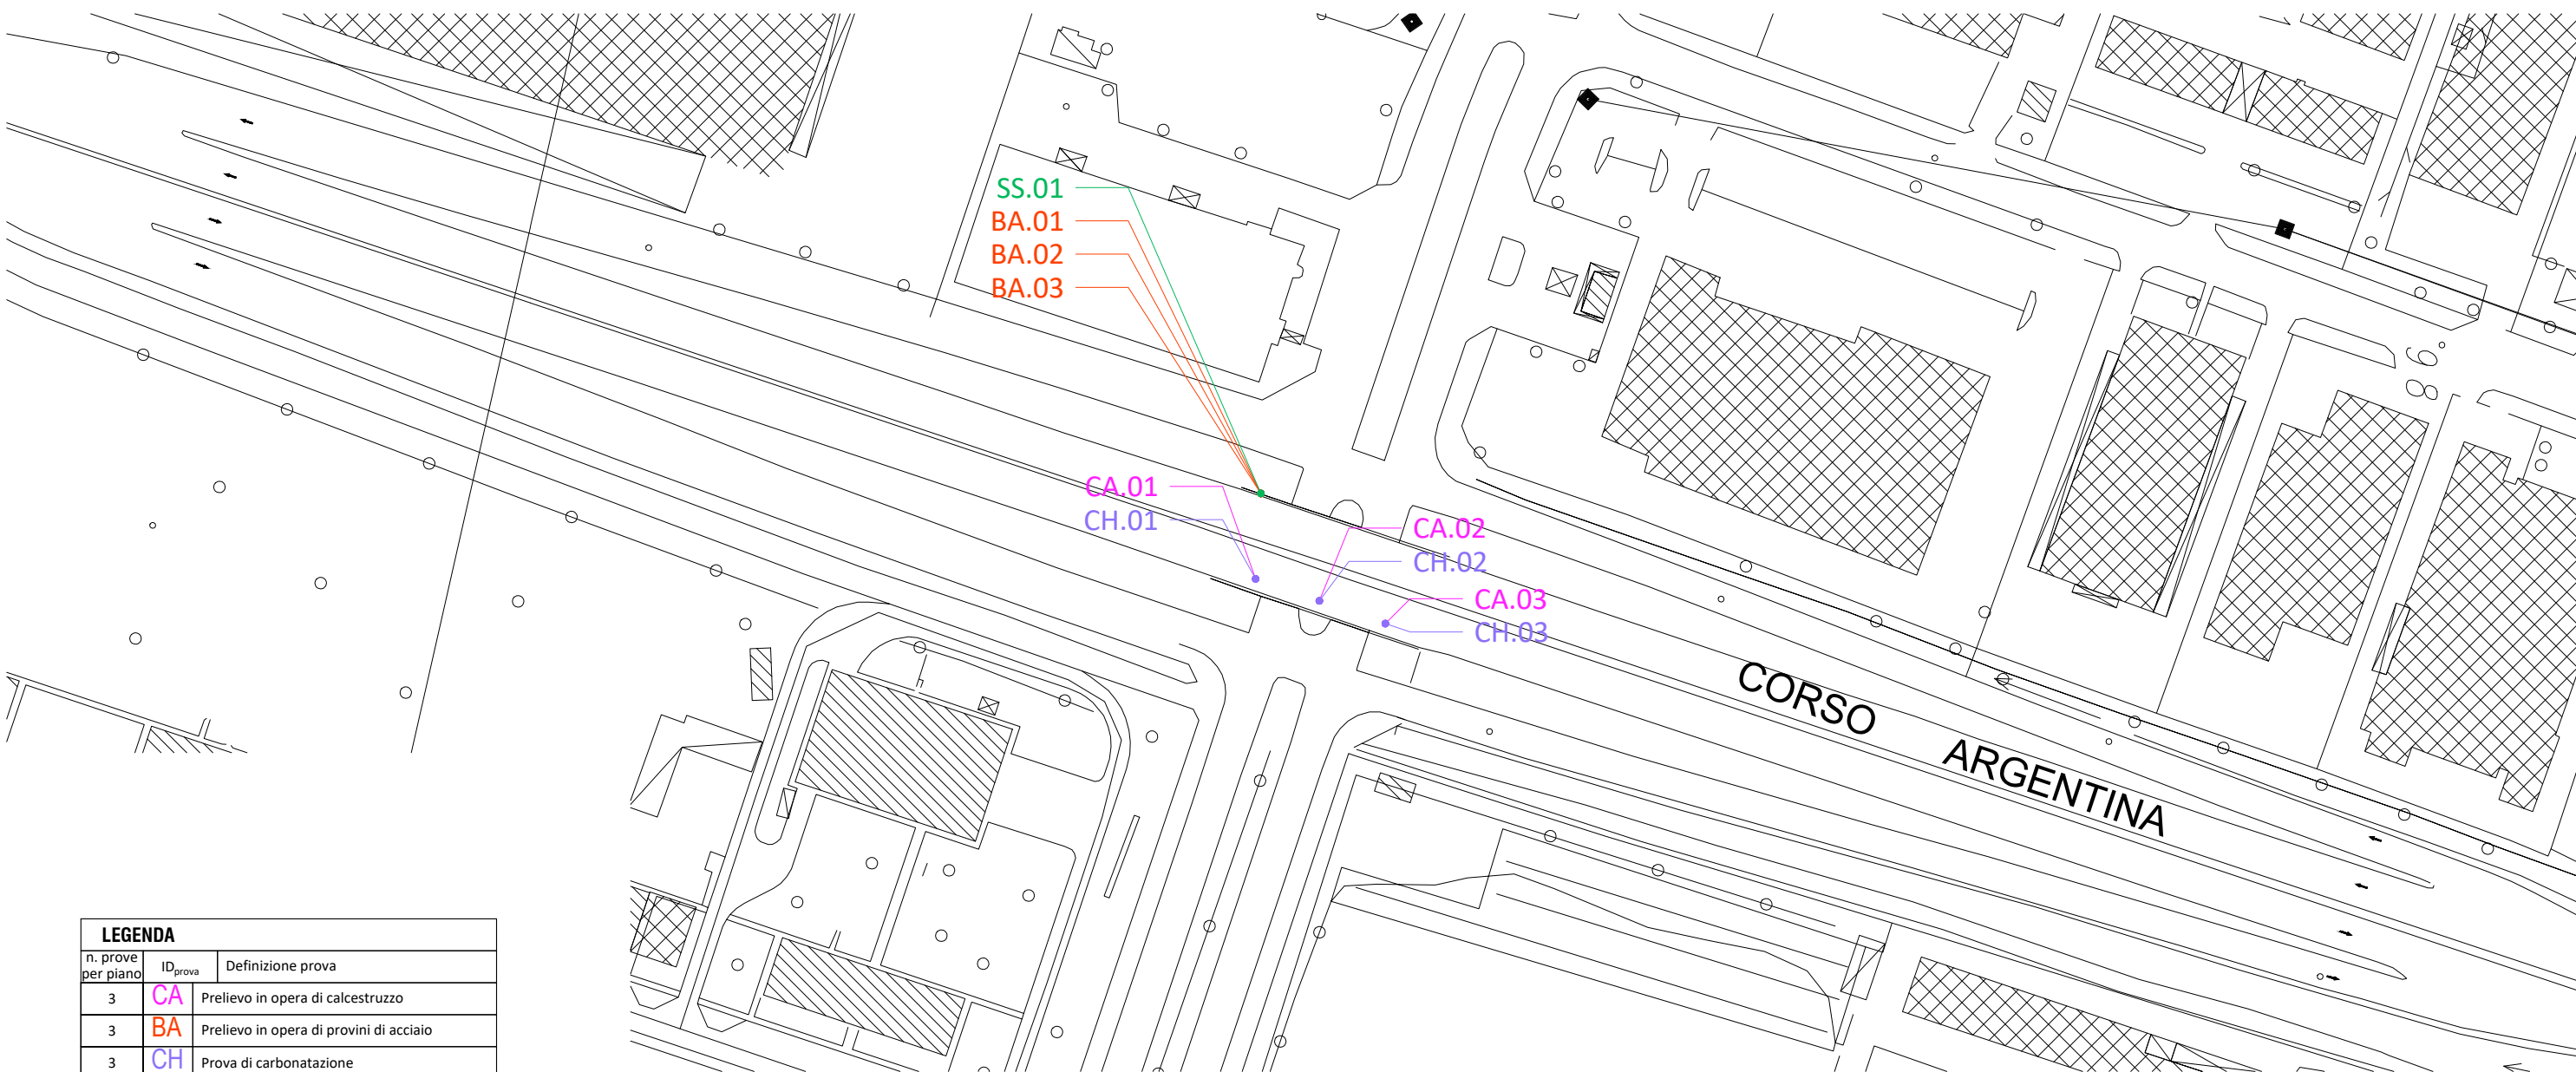 SS.01
BA.01
BA.02
BA.03
CA.01
CH.01
CA.02
CH.02
CA.03
CH.03
CORSO ARGENTINA
LEGENDA
n. prove per piano IDprova Definizione prova
3 CA Prelievo in opera di calcestruzzo
3 BA Prelievo in opera di provini di acciaio
3 CH Prova di carbonatazione